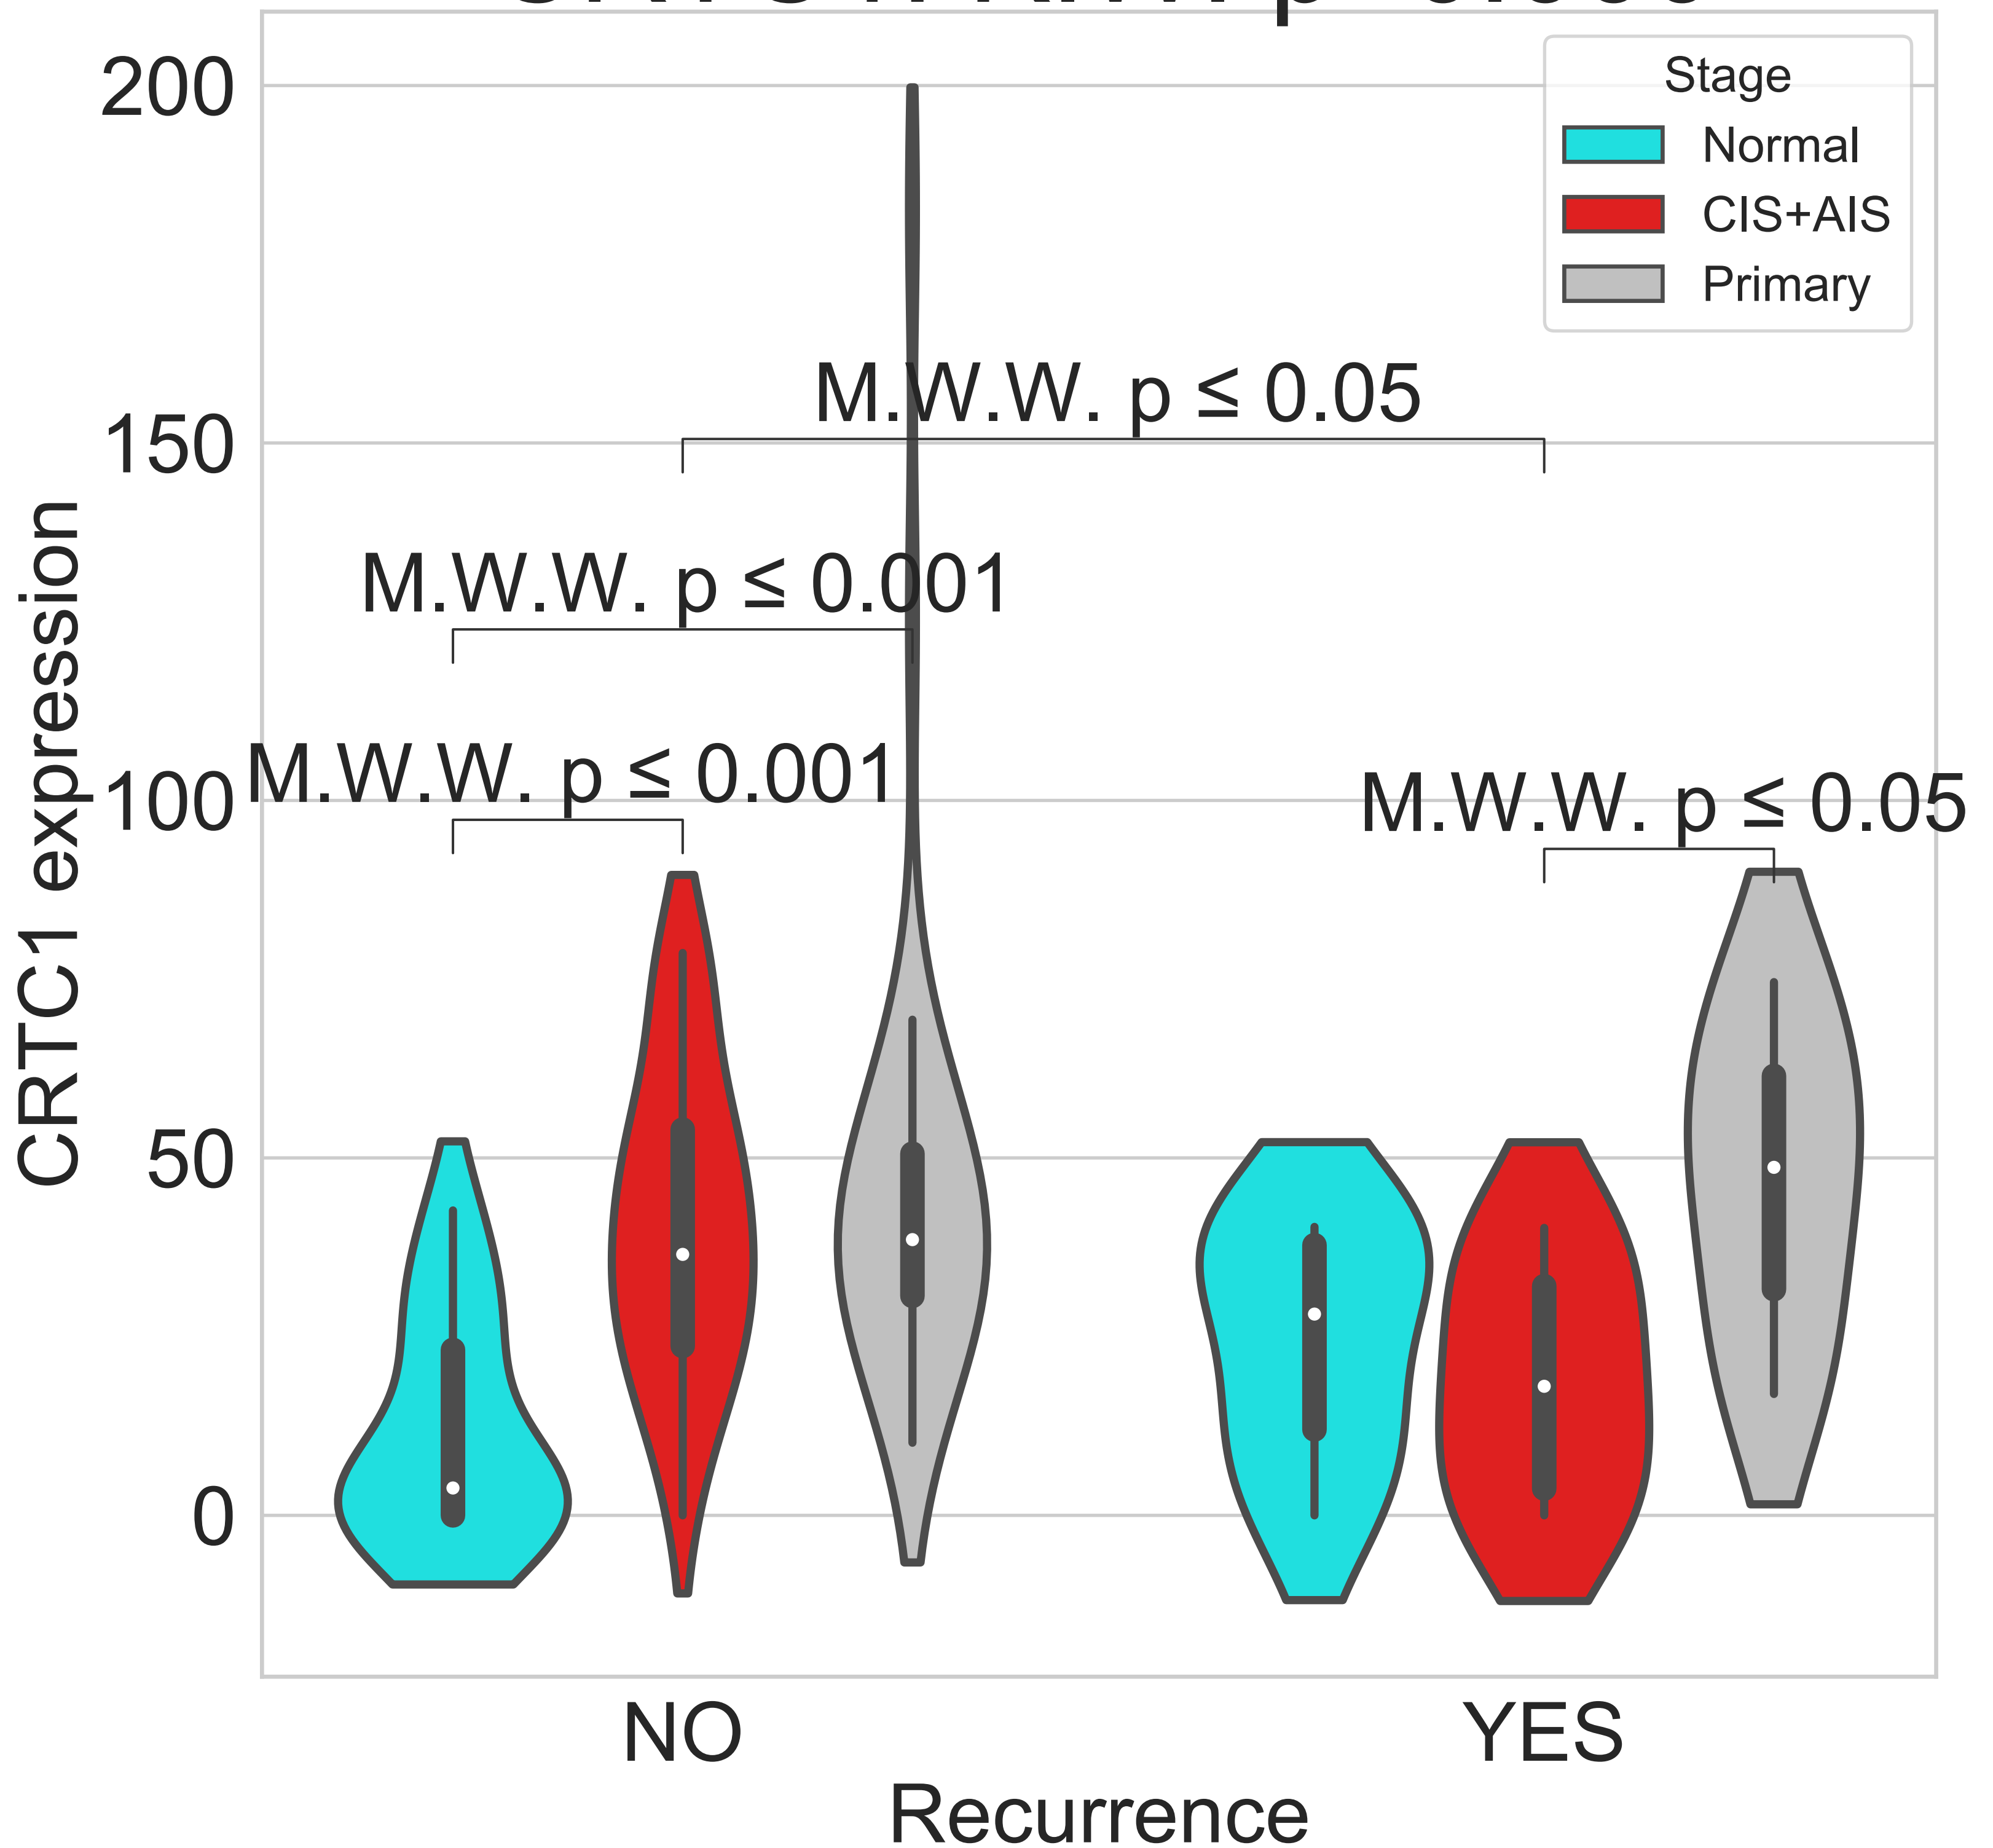 Stage
Normal
CIS+AIS
Primary
200
150
100
50
0
CRTC1 expression
M.W.W. p ≤ 0.05
M.W.W. p ≤ 0.001
M.W.W. p ≤ 0.001
M.W.W. p ≤ 0.05
NO
YES
Recurrence